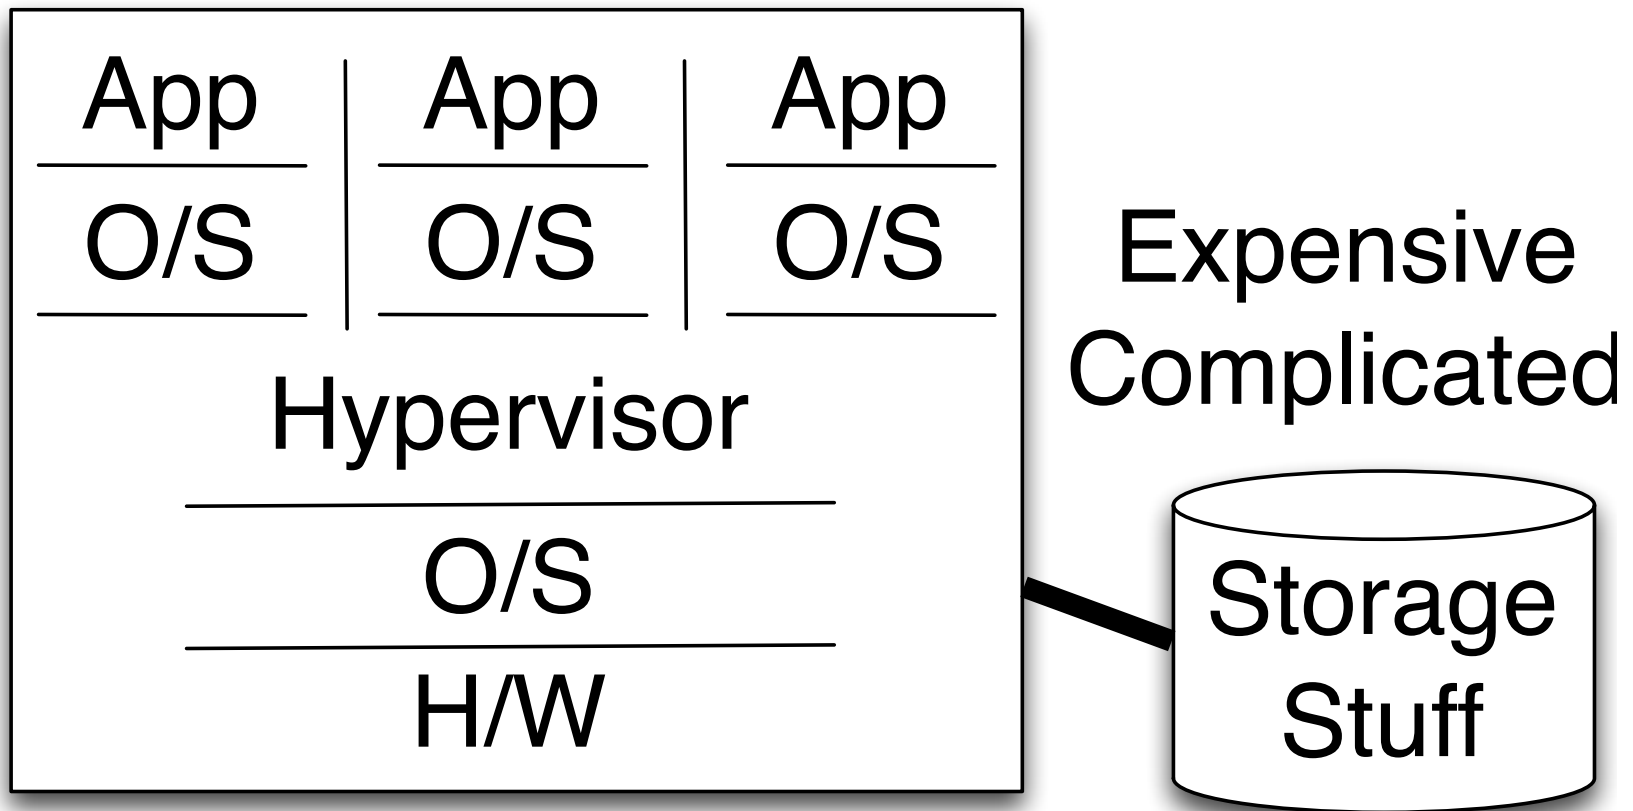 App App App
O/S O/S O/S
Hypervisor
O/S
H/W
Expensive
Complicated
Storage
Stuff